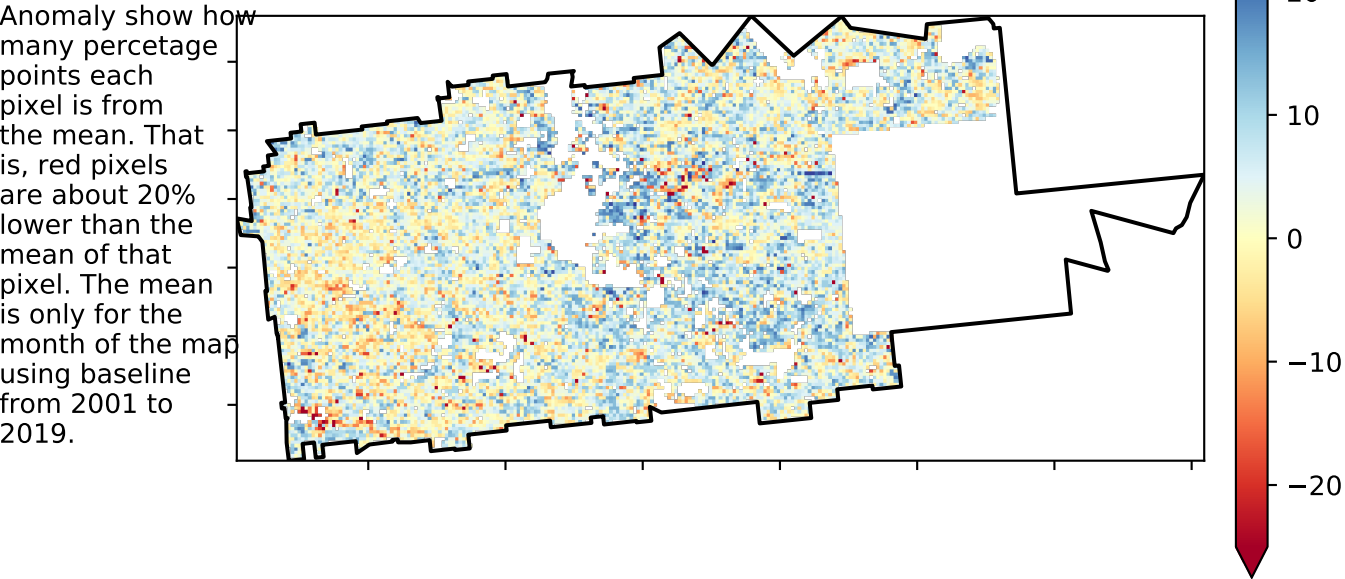 Anomaly show how
many percetage
points each
pixel is from
the mean. That
is, red pixels
are about 20%
lower than the
mean of that
pixel. The mean
is only for the
month of the map
using baseline
from 2001 to
2019.
10
0
−10
−20